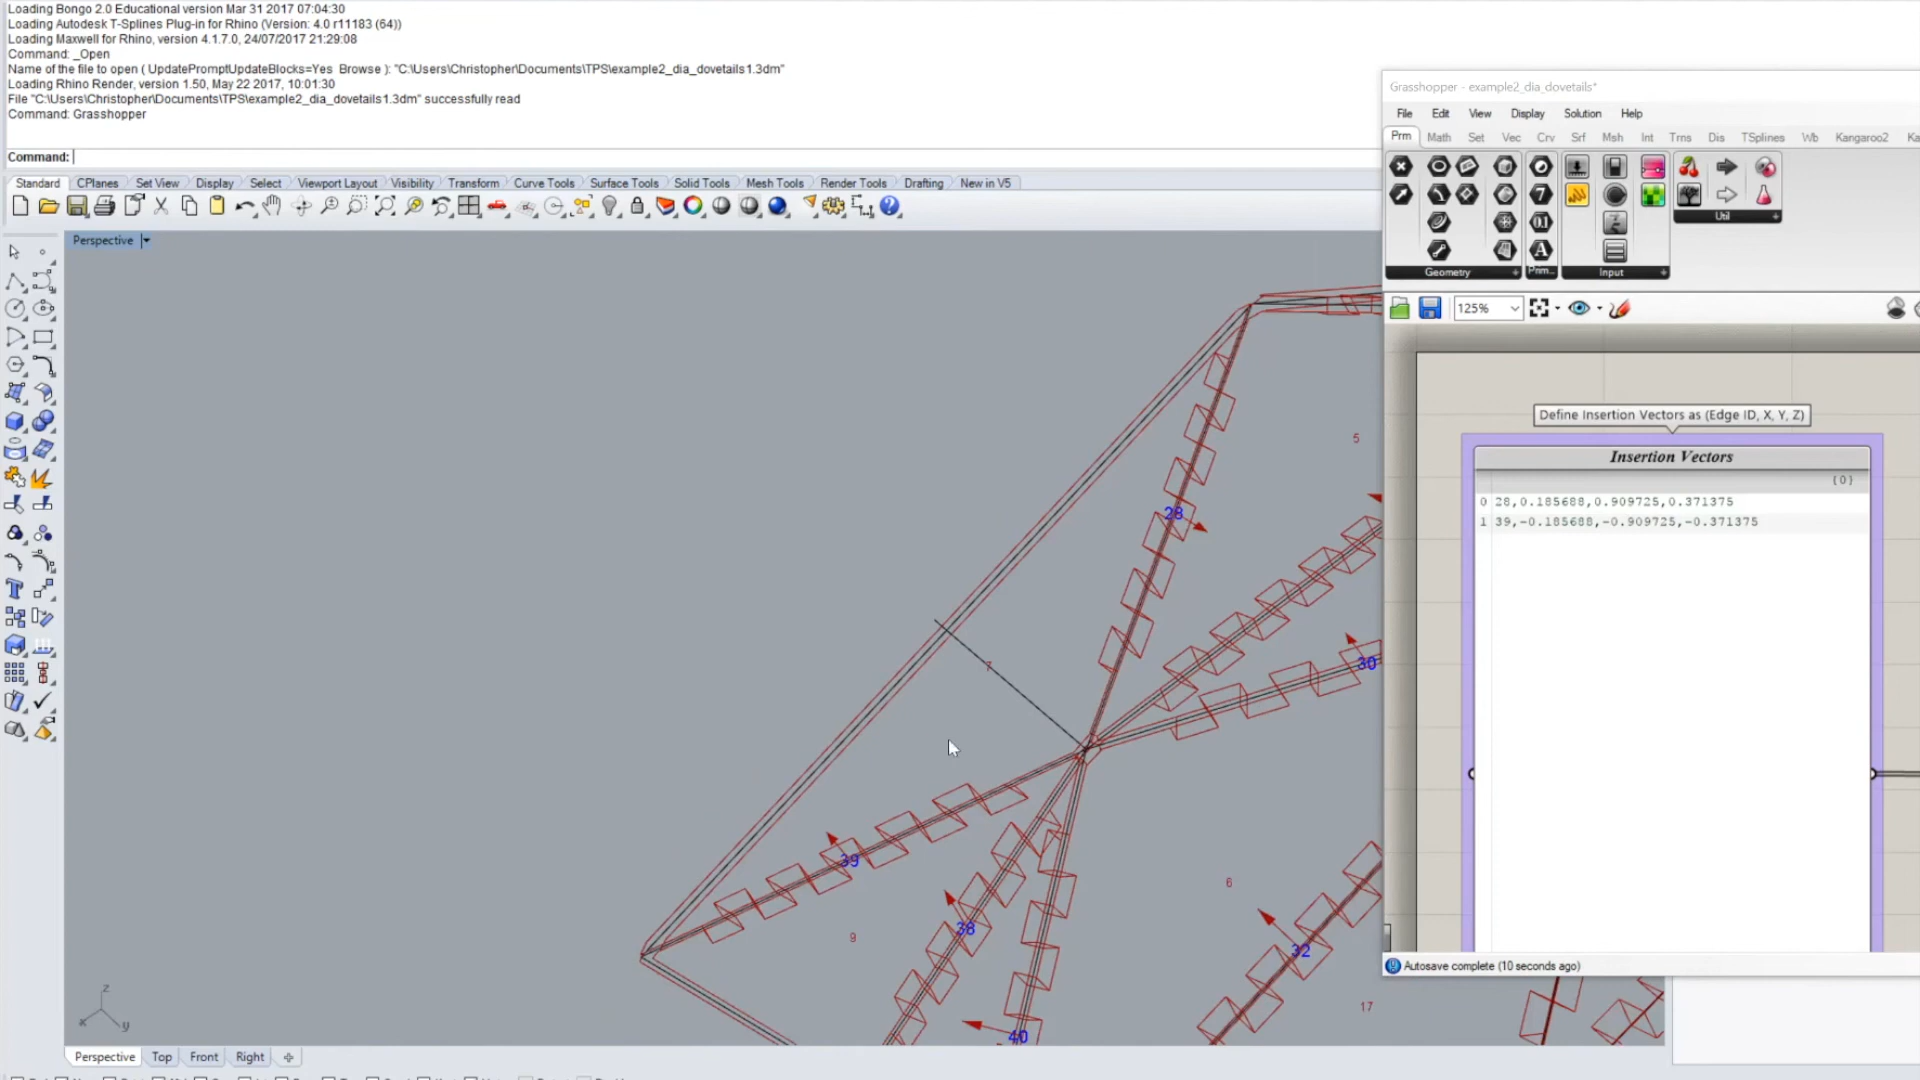 Loading Bongo 2.0 Educational version Mar 31 2017 07:04:30
Loading Autodesk T-Splines Plug-in for Rhino (Version: 4.0 r11183 (64))
Loading Maxwell for Rhino, version 4.1.7.0, 24/07/2017 21:29:08
Command: _Open
Name of the file to open ( UpdatePromptUpdateBlocks=Yes  Browse ): "C:\Users\Christopher\Documents\TPS\example2_dia_dovetails1.3dm"
Loading Rhino Render, version 1.50, May 22 2017, 10:01:30
File "C:\Users\Christopher\Documents\TPS\example2_dia_dovetails1.3dm" successfully read
Command: Grasshopper
Command:
Standard CPlanes Set View Display Select Viewport Layout Visibility Transform Curve Tools Surface Tools Solid Tools Mesh Tools Render Tools Drafting New in V5
Perspective
5
28
30
7
39
9
38
6
32
17
40
z
x
y
Perspective Top Front Right
Grasshopper - example2_dia_dovetails*
File Edit View Display Solution Help
Prm Math Set Vec Crv Srf Msh Int Trns Dis TSplines Wb Kangaroo2 Ka
Geometry Prm... Input Util
125%
Define Insertion Vectors as (Edge ID, X, Y, Z)
Insertion Vectors
{0}
0 28,0.185688,0.909725,0.371375
1 39,-0.185688,-0.909725,-0.371375
Autosave complete (10 seconds ago)